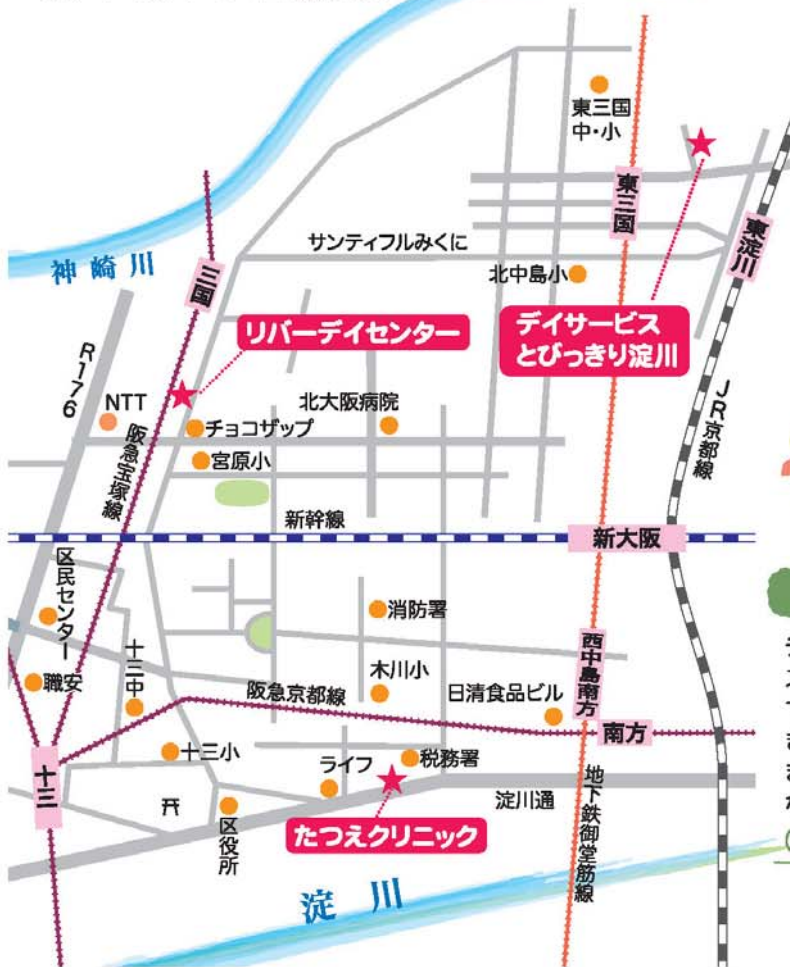 東三国
中・小
東三国
東淀川
サンティフルみくに
北中島小
神崎川
三国
リバーデイセンター
デイサービス
とびっきり淀川
R176
NTT
チョコザップ
北大阪病院
JR京都線
阪急宝塚線
宮原小
新幹線
新大阪
区民センター
消防署
職安
十三中
木川小
阪急京都線
日清食品ビル
西中島南方
南方
十三
十三小
ライフ
税務署
淀川通
区役所
たつえクリニック
地下鉄御堂筋線
淀川